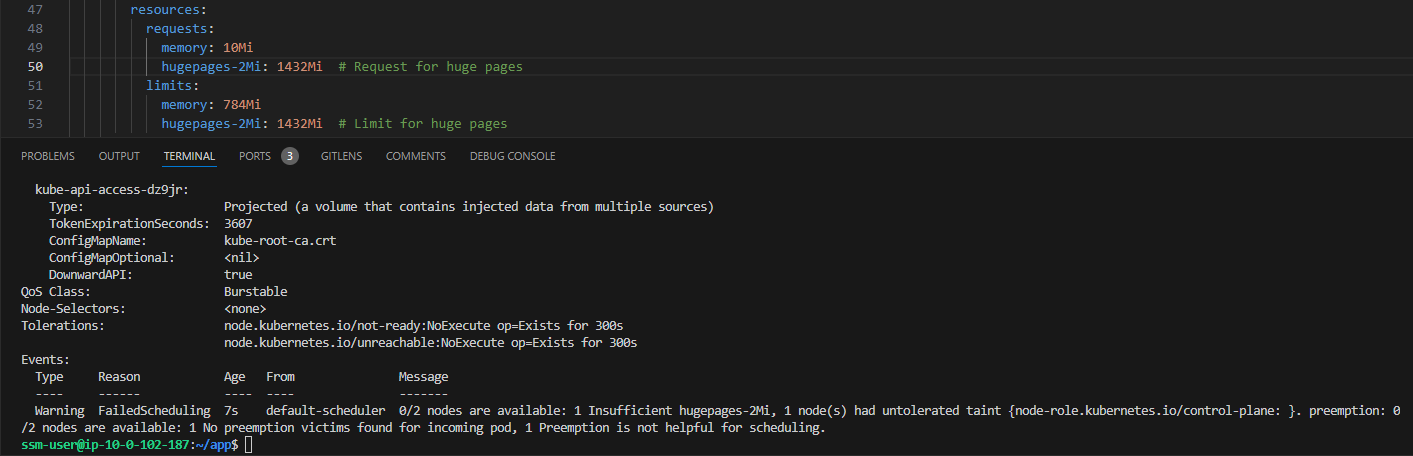 47 resources:
48 requests:
49 memory: 10Mi
50 hugepages-2Mi: 1432Mi # Request for huge pages
51 limits:
52 memory: 784Mi
53 hugepages-2Mi: 1432Mi # Limit for huge pages
PROBLEMS OUTPUT TERMINAL PORTS 3 GITLENS COMMENTS DEBUG CONSOLE
kube-api-access-dz9jr:
Type: Projected (a volume that contains injected data from multiple sources)
TokenExpirationSeconds: 3607
ConfigMapName: kube-root-ca.crt
ConfigMapOptional: <nil>
DownwardAPI: true
QoS Class: Burstable
Node-Selectors: <none>
Tolerations: node.kubernetes.io/not-ready:NoExecute op=Exists for 300s
node.kubernetes.io/unreachable:NoExecute op=Exists for 300s
Events:
Type Reason Age From Message
---- ------ ---- ---- -------
Warning FailedScheduling 7s default-scheduler 0/2 nodes are available: 1 Insufficient hugepages-2Mi, 1 node(s) had untolerated taint {node-role.kubernetes.io/control-plane: }. preemption: 0
/2 nodes are available: 1 No preemption victims found for incoming pod, 1 Preemption is not helpful for scheduling.
ssm-user@ip-10-0-102-187:~/app$